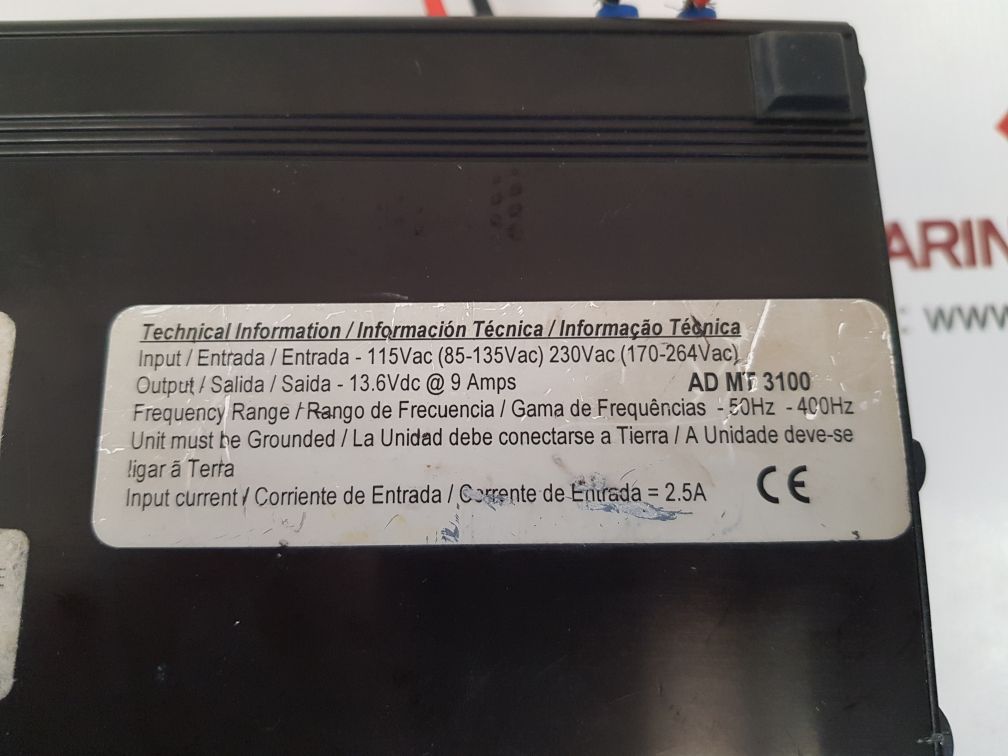 Technical Information / Información Técnica / Informação Técnica
Input / Entrada / Entrada - 115Vac (85-135Vac) 230Vac (170-264Vac)
Output / Salida / Saida - 13.6Vdc @ 9 Amps AD MT 3100
Frequency Range / Rango de Frecuencia / Gama de Frequências - 50Hz - 400Hz
Unit must be Grounded / La Unidad debe conectarse a Tierra / A Unidade deve-se
ligar ã Terra
Input current / Corriente de Entrada / Corrente de Entrada = 2.5A CE
ARIN
: www